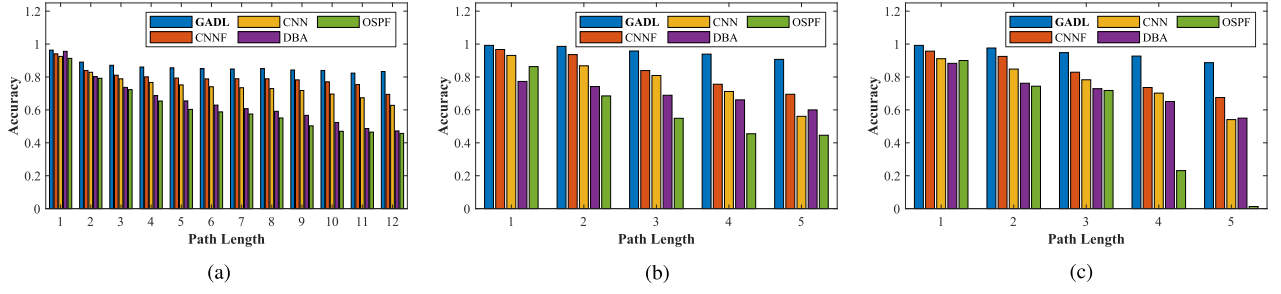 1.2
1
0.8
0.6
0.4
0.2
0
Accuracy
GADL CNN OSPF
CNNF DBA
1 2 3 4 5 6 7 8 9 10 11 12
Path Length
(a)
1.2
1
0.8
0.6
0.4
0.2
0
Accuracy
GADL CNN OSPF
CNNF DBA
1 2 3 4 5
Path Length
(b)
1.2
1
0.8
0.6
0.4
0.2
0
Accuracy
GADL CNN OSPF
CNNF DBA
1 2 3 4 5
Path Length
(c)